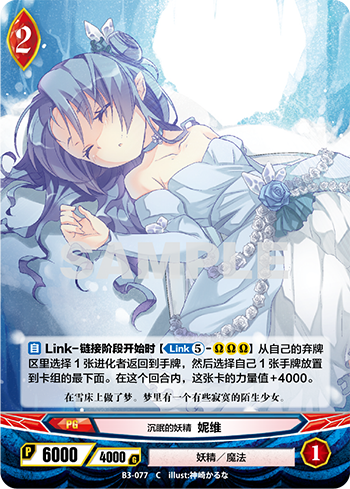 2
SAMPLE
自 Link-链接阶段开始时【Link 5-ΩΩΩ】从自己的弃牌
区里选择1张进化者返回到手牌，然后选择自己1张手牌放置
到卡组的最下面。在这个回合内，这张卡的力量值+4000。
在雪床上做了梦。梦里有一个有些寂寞的陌生少女。
PG 沉眠的妖精 妮维
P 6000 / 4000 G 妖精／魔法 1
B3-077 C illust:神崎かるな